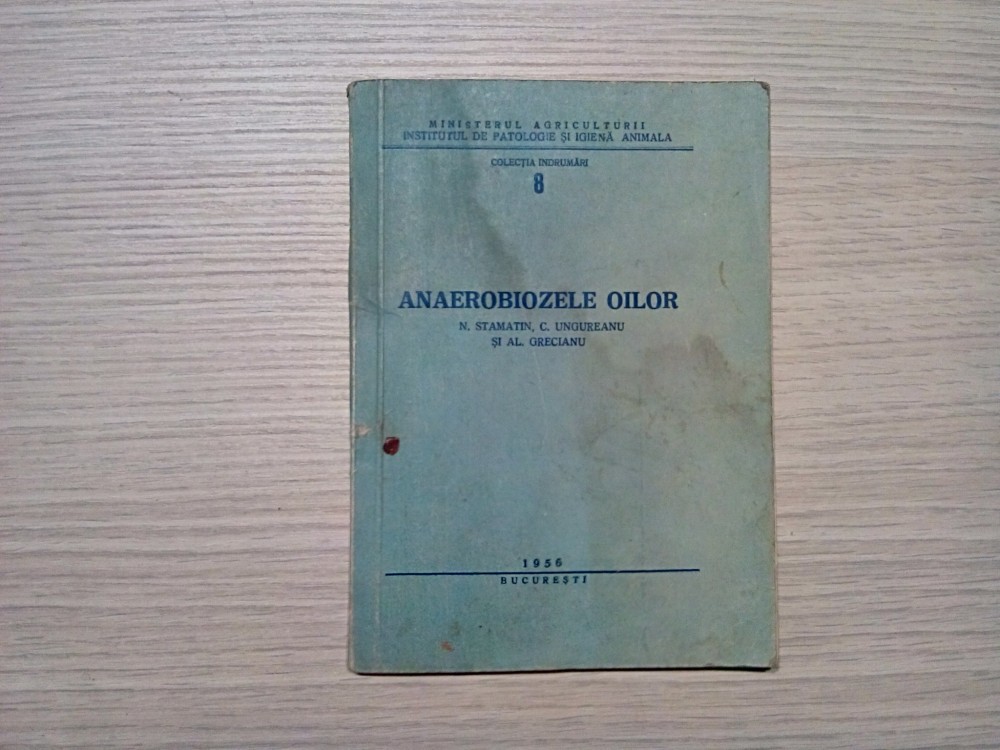 MINISTERUL AGRICULTURII
INSTITUTUL DE PATOLOGIE ȘI IGIENĂ ANIMALA
COLECȚIA INDRUMĂRI
8
ANAEROBIOZELE OILOR
N. STAMATIN, C. UNGUREANU
ȘI AL. GRECIANU
1956
BUCUREȘTI